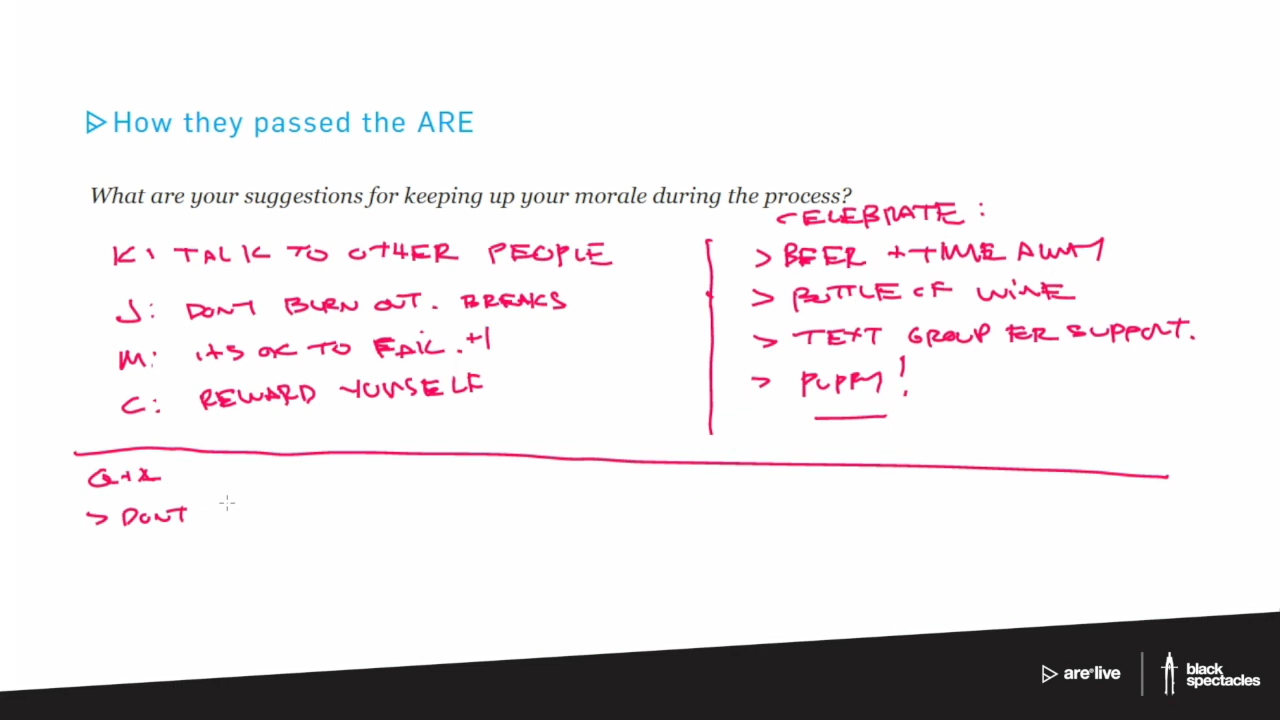 How they passed the ARE
What are your suggestions for keeping up your morale during the process?
K: TALK TO OTHER PEOPLE
J: DONT BURN OUT. BREAKS
M: ITS OK TO FAIL. +1
C: REWARD YOURSELF
CELEBRATE:
> BEER + TIME AWAY
> BOTTLE OF WINE
> TEXT GROUP FOR SUPPORT.
> PUPPY!
Q+A
> DONT
are live
black
spectacles